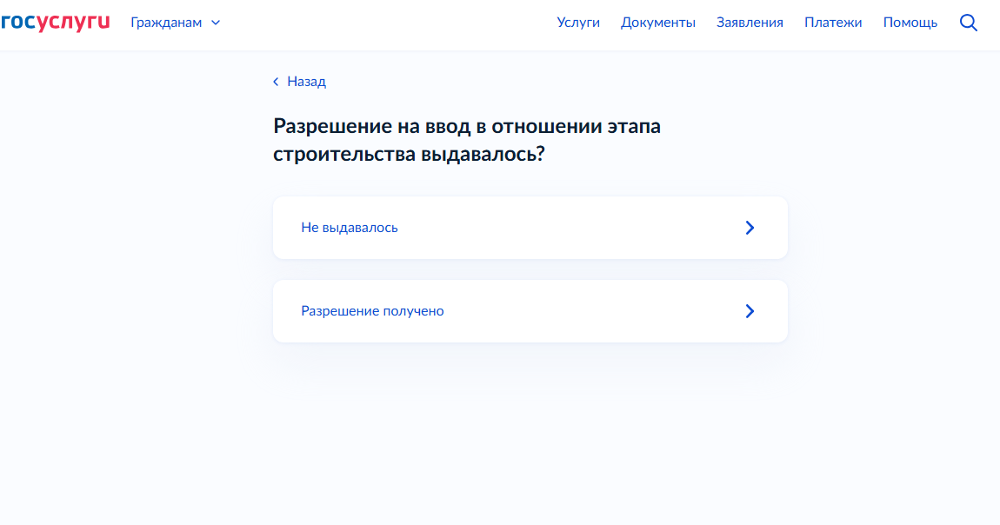 госуслуги Гражданам Услуги Документы Заявления Платежи Помощь
Назад
Разрешение на ввод в отношении этапа
строительства выдавалось?
Не выдавалось
Разрешение получено